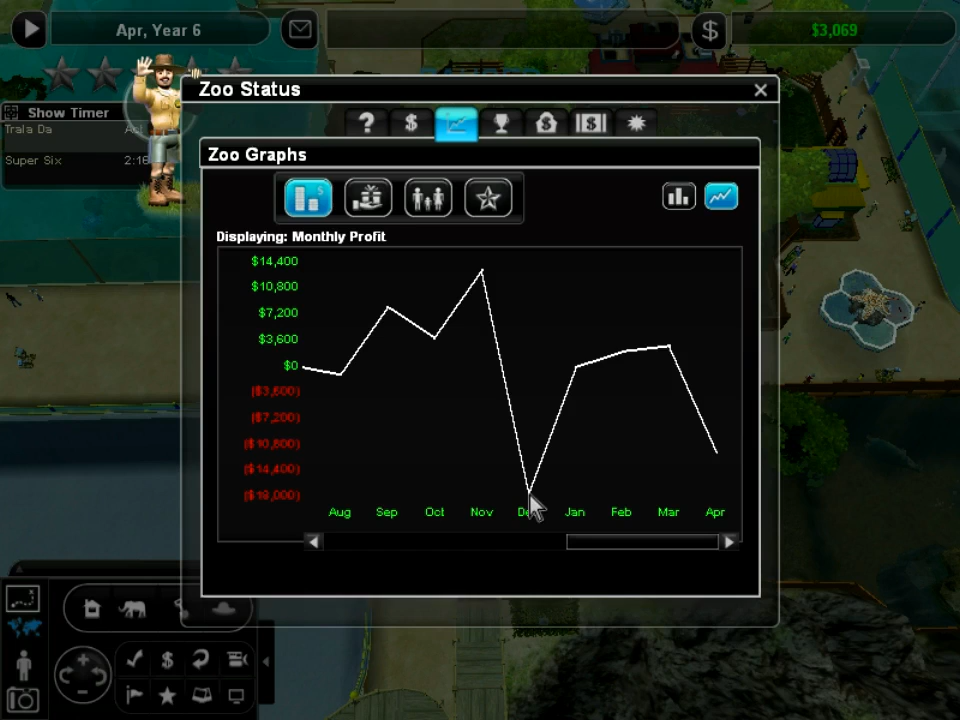 Apr, Year 6
$
$3,069
Zoo Status
Show Timer
Trala Da
Super Six 2:16
? $ $ $
Zoo Graphs
Displaying: Monthly Profit
$14,400
$10,800
$7,200
$3,600
$0
($3,600)
($7,200)
($10,800)
($14,400)
($18,000)
Aug Sep Oct Nov Jan Feb Mar Apr